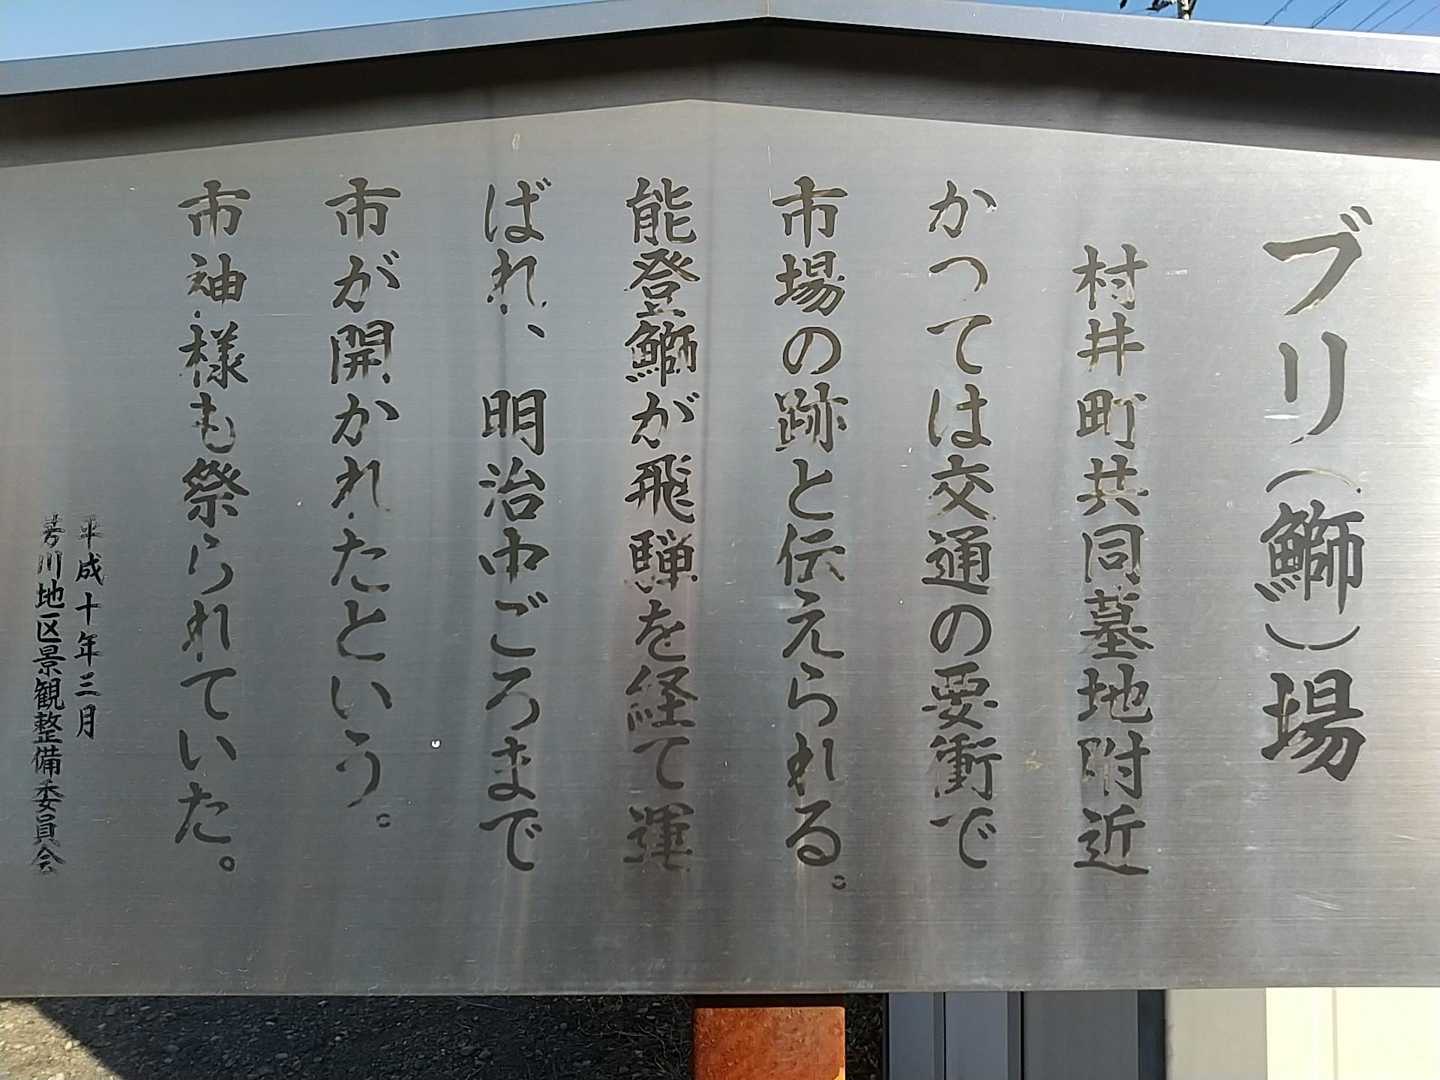 ブリ(鰤)場
村井町共同墓地附近
かつては交通の要衝で
市場の跡と伝えられる。
能登鰤が飛騨を経て運
ばれ、明治中ごろまで
市が開かれたという。
市神様も祭られていた。
平成十年三月
芳川地区景観整備委員会